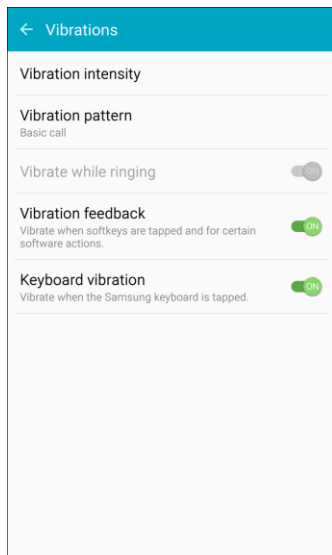 Vibrations
Vibration intensity
Vibration pattern
Basic call
Vibrate while ringing
ON
Vibration feedback
Vibrate when softkeys are tapped and for certain
software actions.
ON
Keyboard vibration
Vibrate when the Samsung keyboard is tapped.
ON